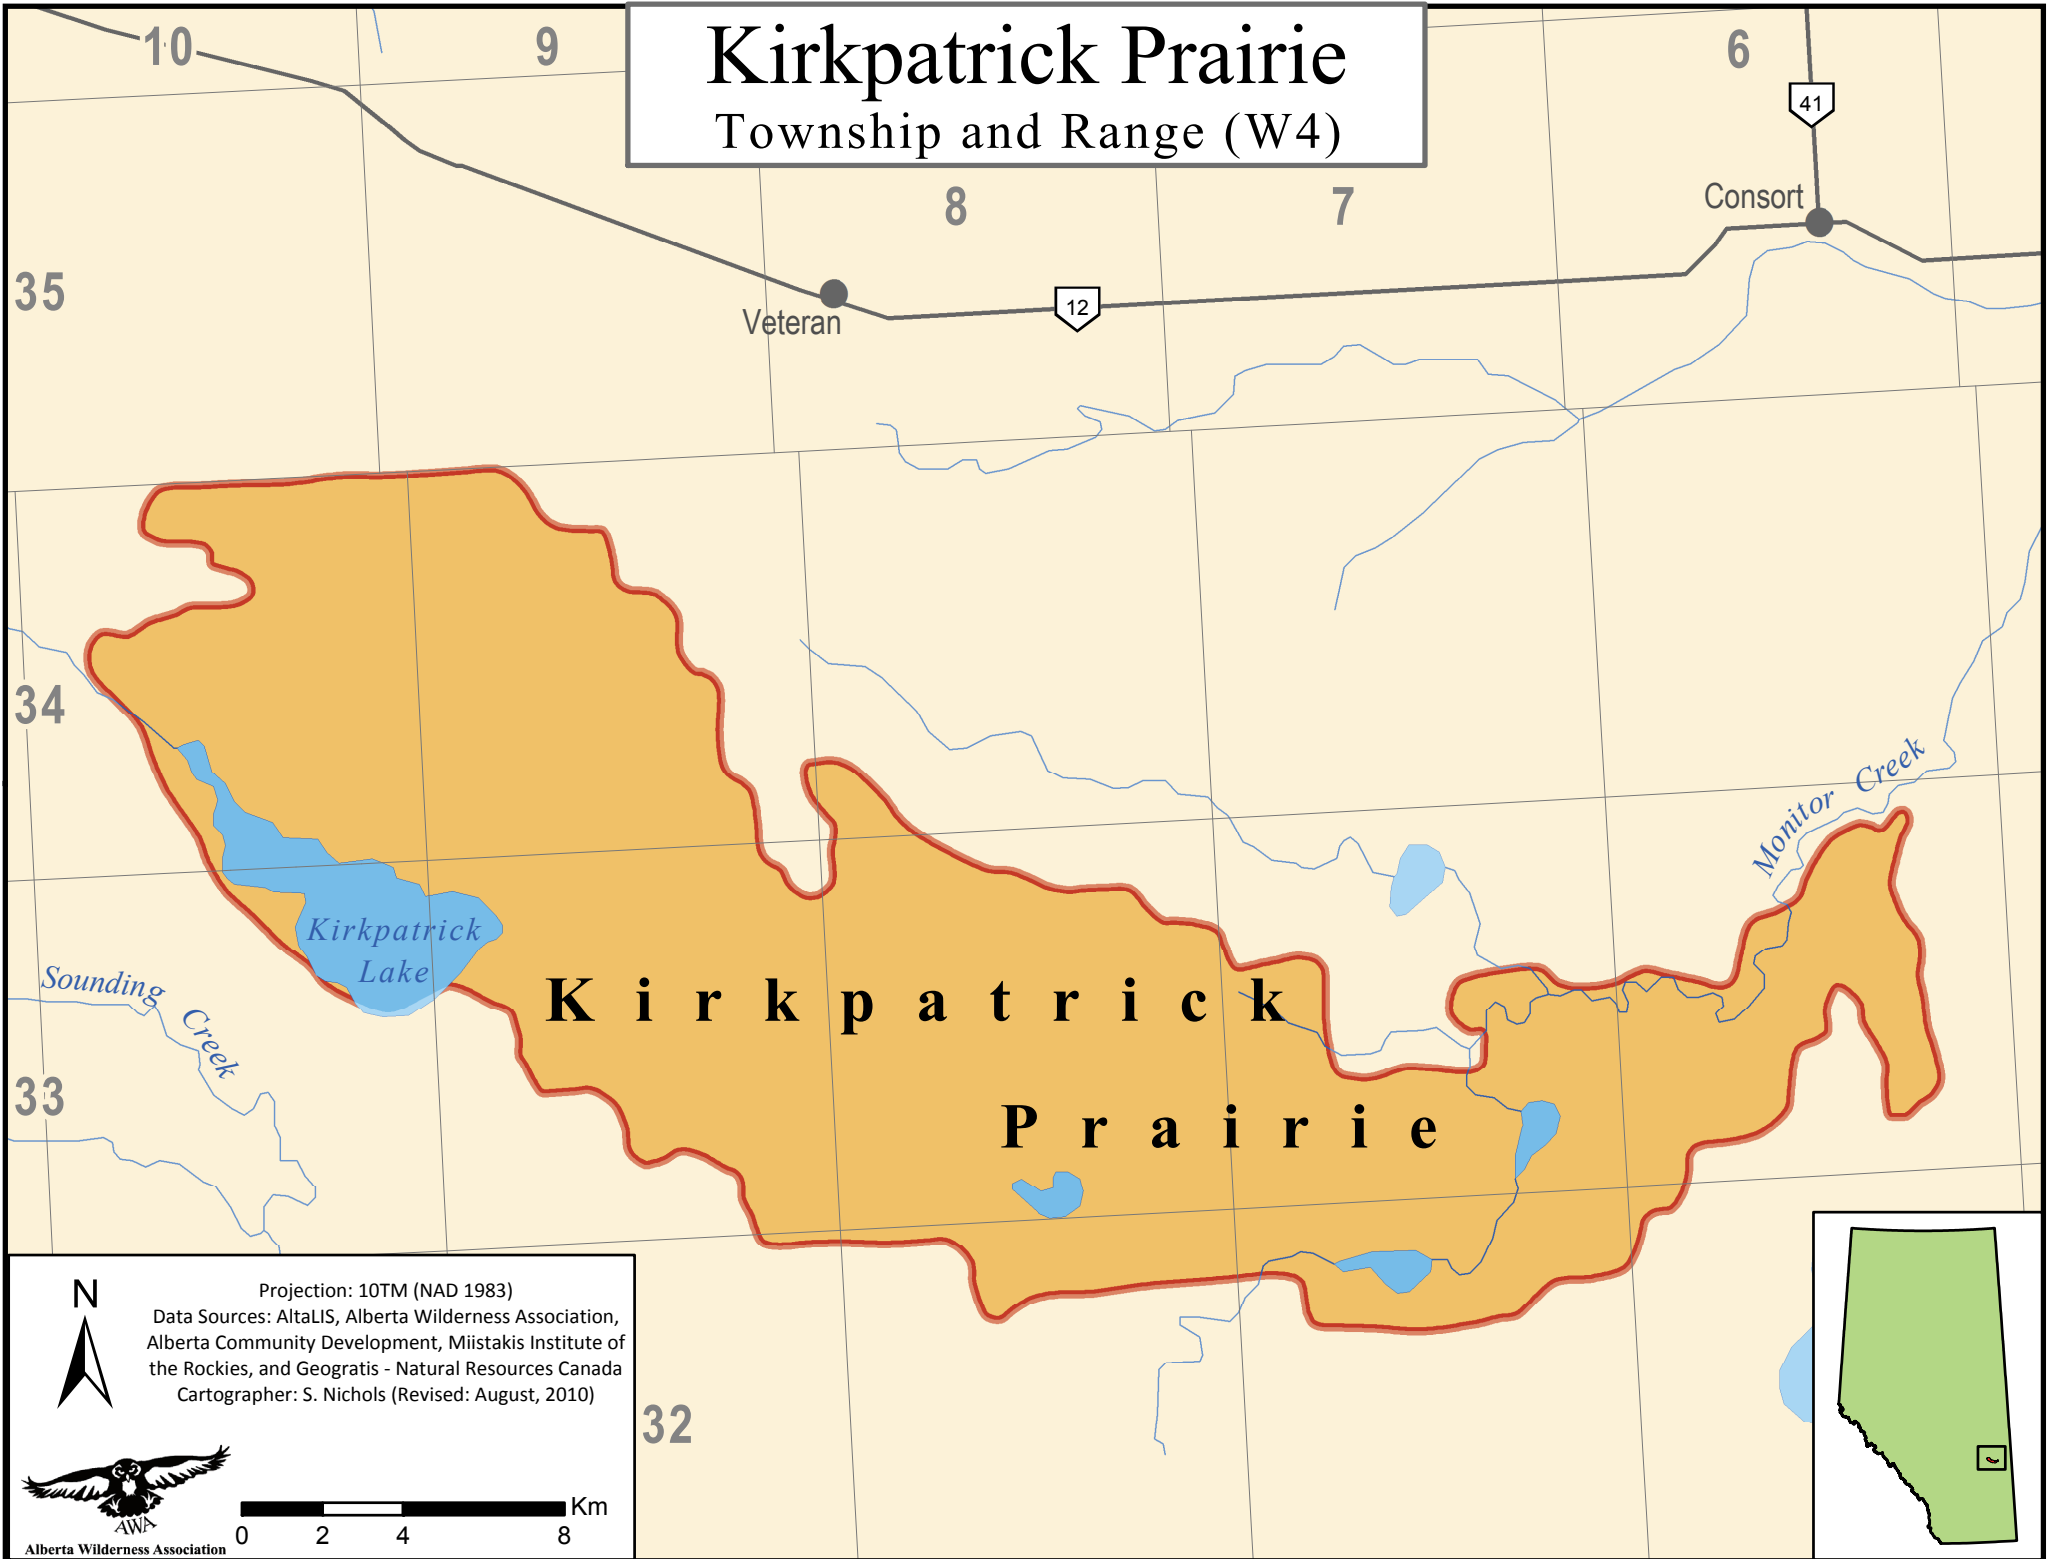 Kirkpatrick Prairie
Township and Range (W4)
10
9
6
41
8
7
Consort
35
Veteran
12
34
Monitor Creek
Kirkpatrick
Lake
Sounding
Creek
Kirkpatrick
Prairie
33
32
N
Projection: 10TM (NAD 1983)
Data Sources: AltaLIS, Alberta Wilderness Association,
Alberta Community Development, Miistakis Institute of
the Rockies, and Geogratis - Natural Resources Canada
Cartographer: S. Nichols (Revised: August, 2010)
AWA
Alberta Wilderness Association
Km
0 2 4 8